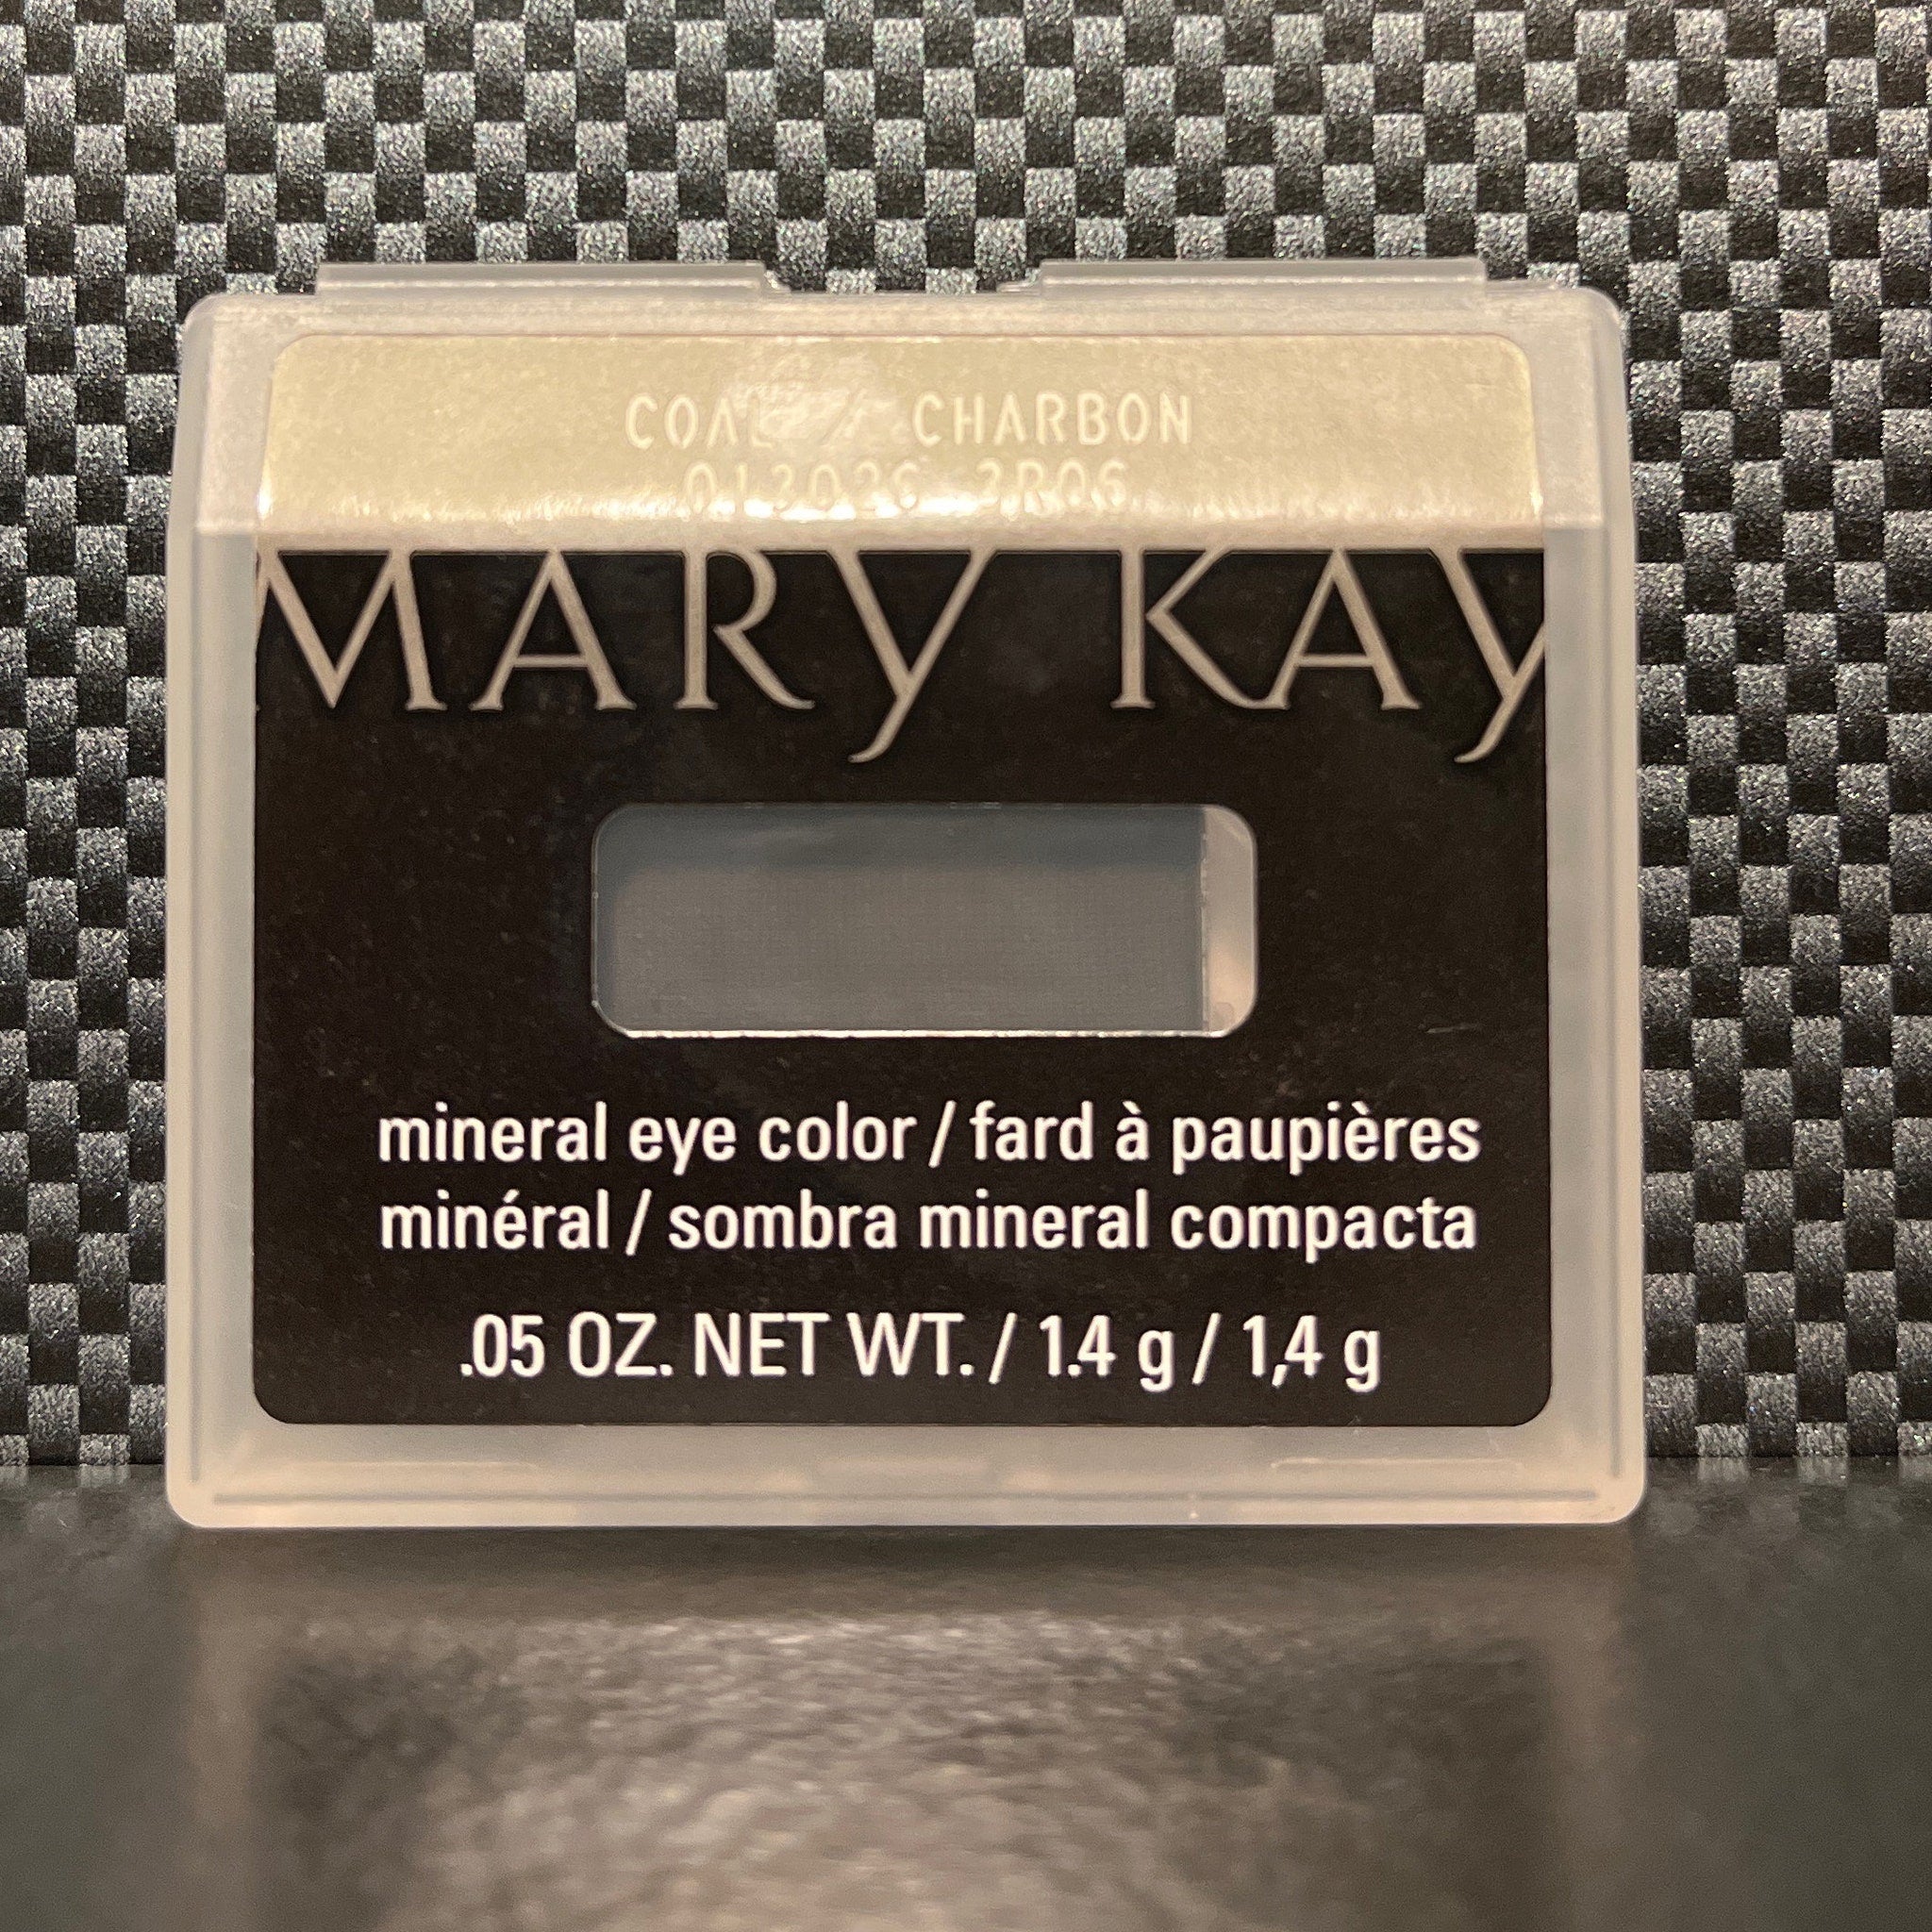 COAL / CHARBON
MARY KAY
mineral eye color / fard à paupières
minéral / sombra mineral compacta
.05 OZ. NET WT. / 1.4 g / 1,4 g